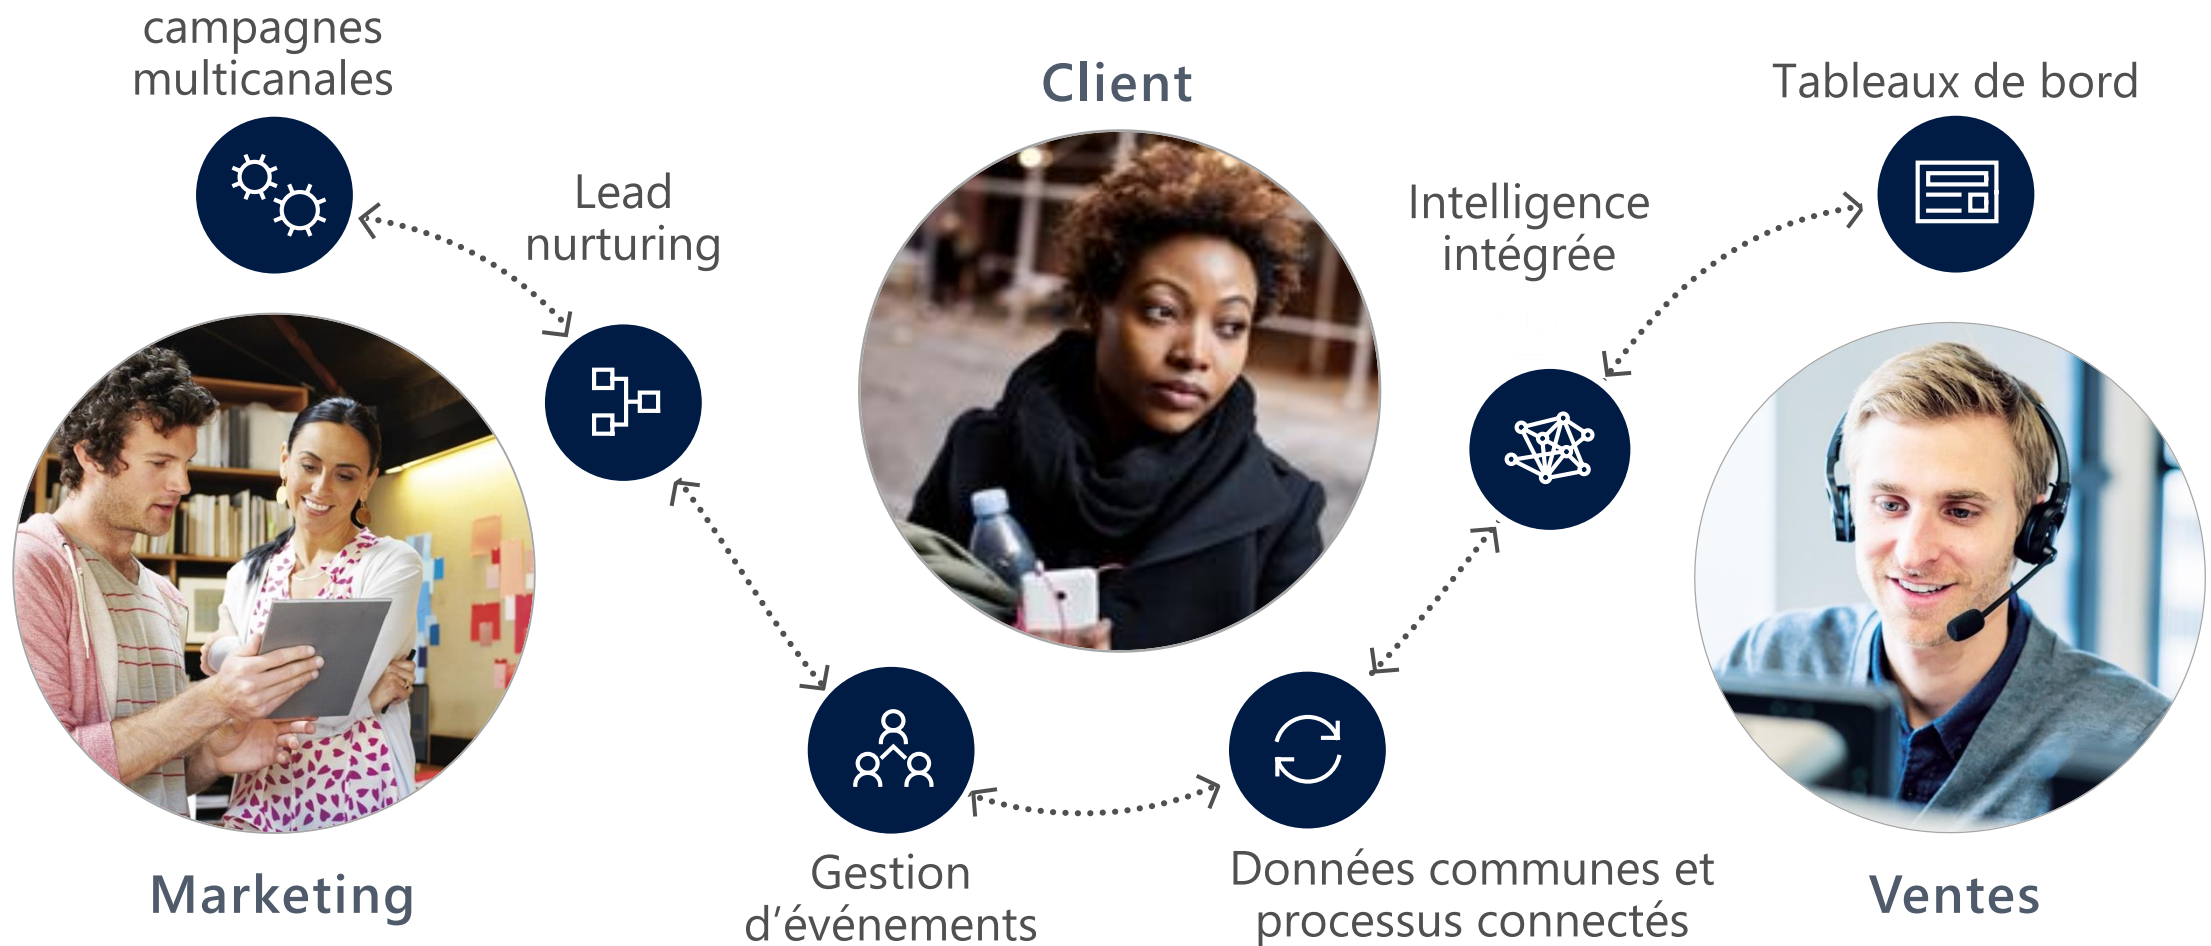 campagnes
multicanales
Lead
nurturing
Client
Intelligence
intégrée
Tableaux de bord
Marketing
Gestion
d'événements
Données communes et
processus connectés
Ventes